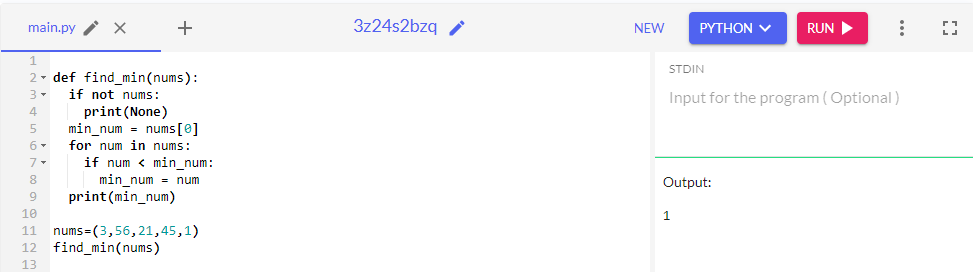 main.py 3z24s2bzq NEW PYTHON RUN
1
2 def find_min(nums):
3   if not nums:
4     print(None)
5   min_num = nums[0]
6   for num in nums:
7     if num < min_num:
8       min_num = num
9   print(min_num)
10
11 nums=(3,56,21,45,1)
12 find_min(nums)
13
STDIN
Input for the program ( Optional )
Output:
1